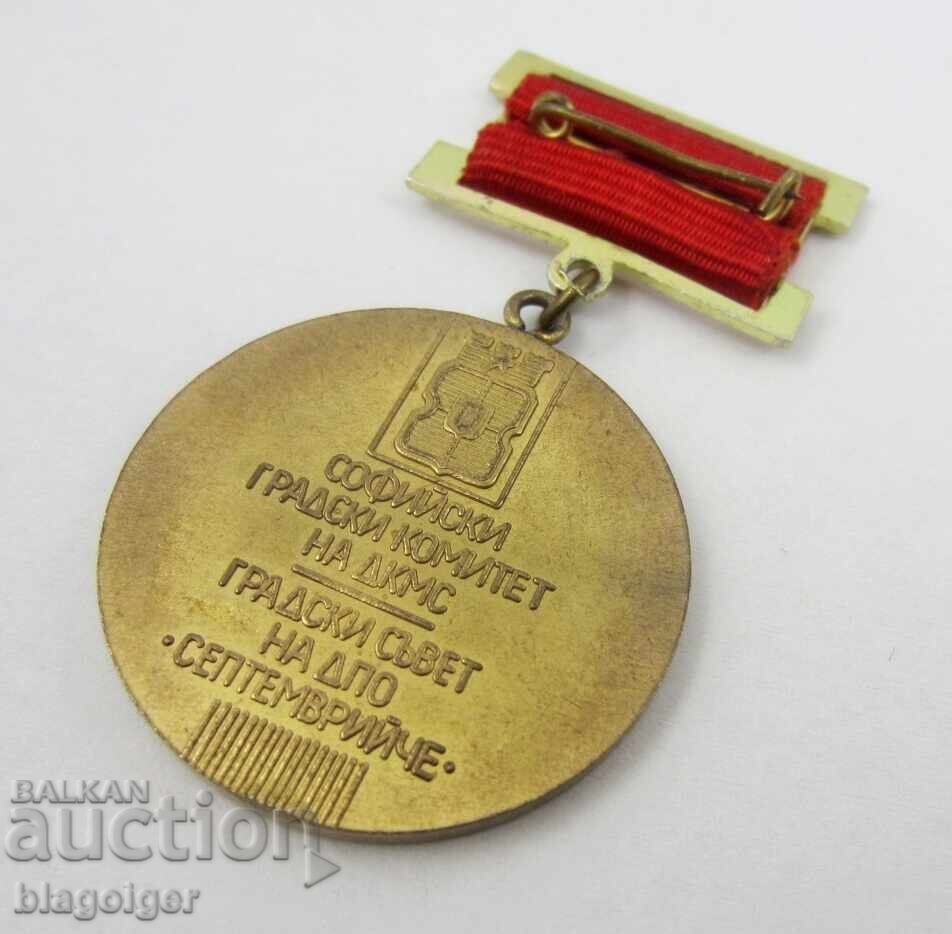 СОФИЙСКИ
ГРАДСКИ КОМИТЕТ
НА ДКМС
ГРАДСКИ СЪВЕТ
НА ДПО
•СЕПТЕМВРИЙЧЕ•
BALKAN
auction
blagoiger